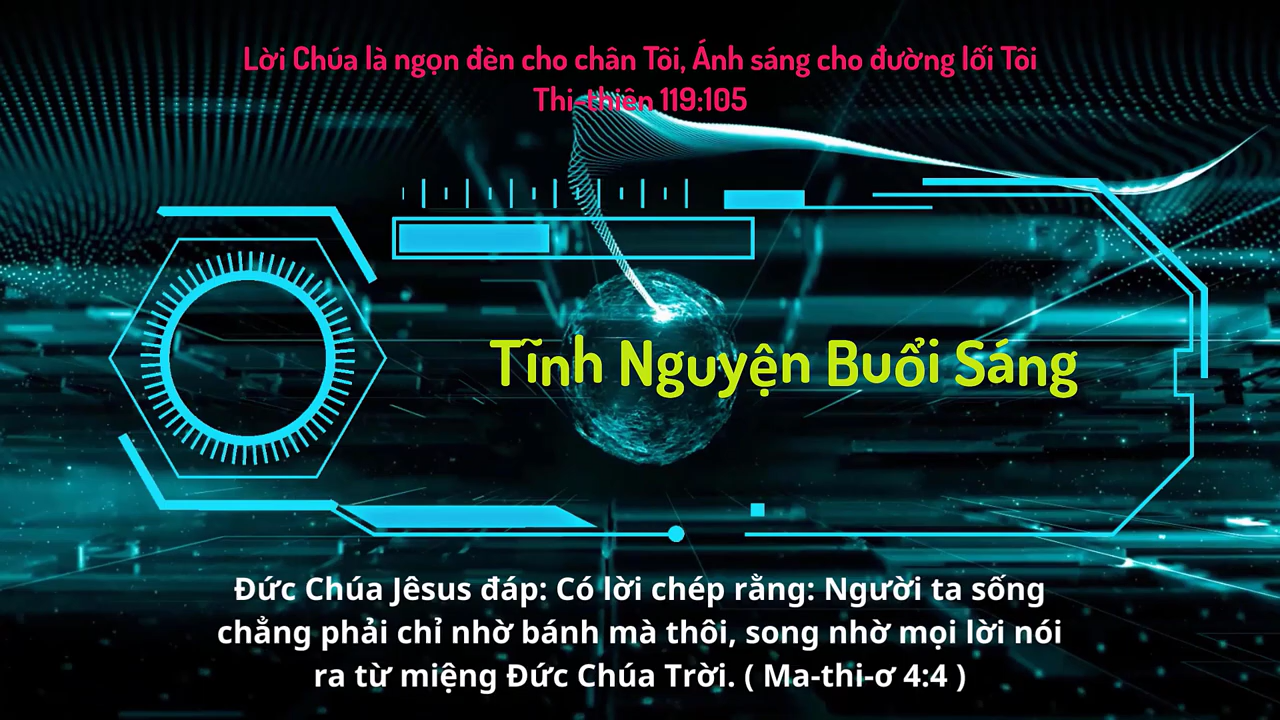 Lời Chúa là ngọn đèn cho chân Tôi, Ánh sáng cho đường lối Tôi
Thi-thiên 119:105
Tĩnh Nguyện Buổi Sáng
Đức Chúa Jêsus đáp: Có lời chép rằng: Người ta sống
chẳng phải chỉ nhờ bánh mà thôi, song nhờ mọi lời nói
ra từ miệng Đức Chúa Trời. ( Ma-thi-ơ 4:4 )